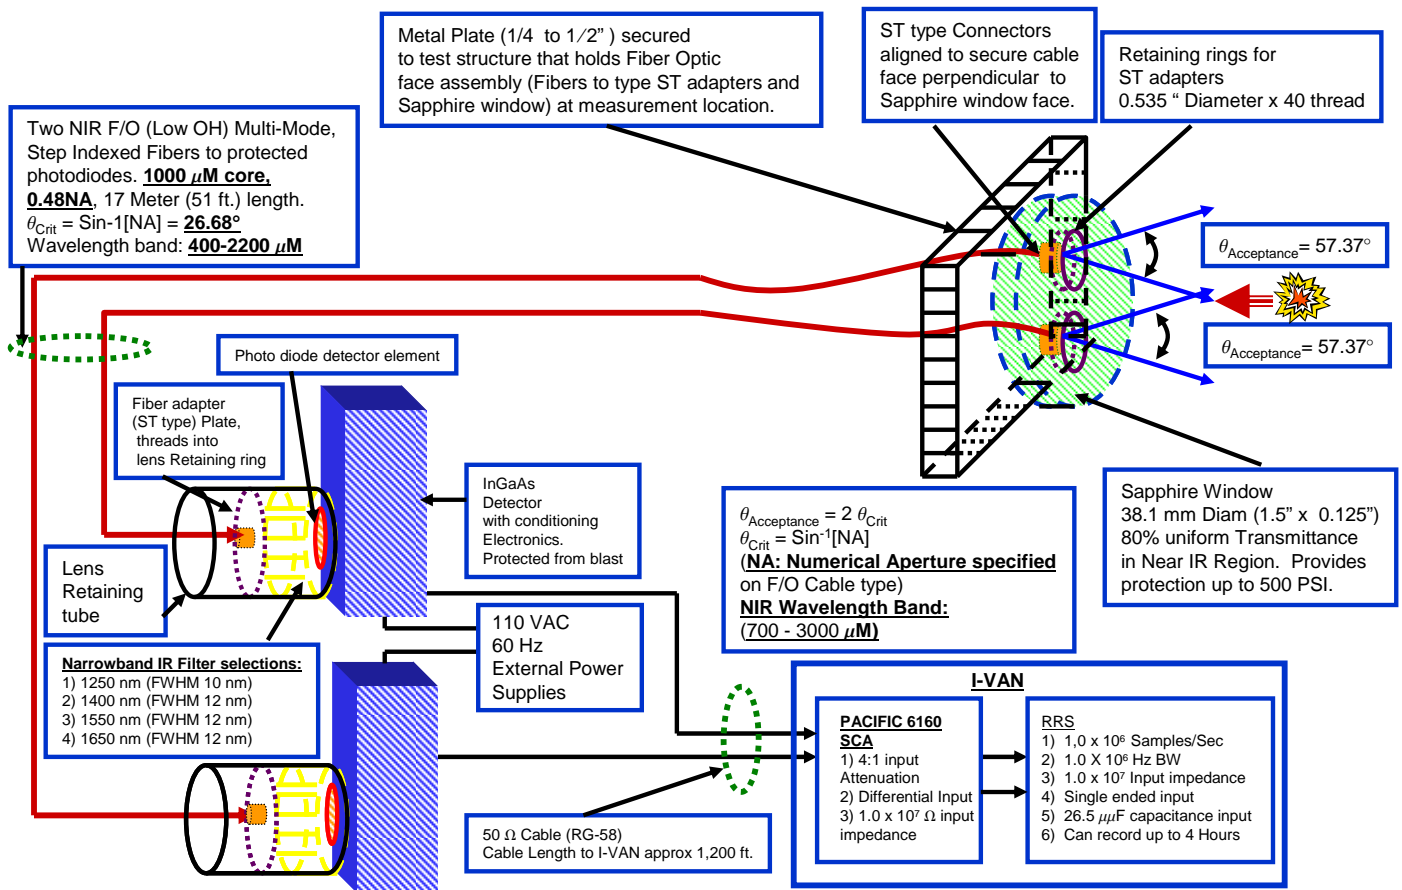 Metal Plate (1/4  to 1/2” ) secured
to test structure that holds Fiber Optic
face assembly (Fibers to type ST adapters and
Sapphire window) at measurement location.
ST type Connectors
aligned to secure cable
face perpendicular  to
Sapphire window face.
Retaining rings for
ST adapters
0.535 “ Diameter x 40 thread
Two NIR F/O (Low OH) Multi-Mode,
Step Indexed Fibers to protected
photodiodes. 1000 μM core,
0.48NA, 17 Meter (51 ft.) length.
θCrit = Sin-1[NA] = 26.68°
Wavelength band: 400-2200 μM
θAcceptance= 57.37°
θAcceptance= 57.37°
Photo diode detector element
Fiber adapter
(ST type) Plate,
threads into
lens Retaining ring
InGaAs
Detector
with conditioning
Electronics.
Protected from blast
θAcceptance = 2 θCrit
θCrit = Sin-1[NA]
(NA: Numerical Aperture specified
on F/O Cable type)
NIR Wavelength Band:
(700 - 3000 μM)
Sapphire Window
38.1 mm Diam (1.5” x  0.125”)
80% uniform Transmittance
in Near IR Region.  Provides
protection up to 500 PSI.
Lens
Retaining
tube
110 VAC
60 Hz
External Power
Supplies
Narrowband IR Filter selections:
1) 1250 nm (FWHM 10 nm)
2) 1400 nm (FWHM 12 nm)
3) 1550 nm (FWHM 12 nm)
4) 1650 nm (FWHM 12 nm)
I-VAN
PACIFIC 6160
SCA
1) 4:1 input
Attenuation
2) Differential Input
3) 1.0 x 10⁷ Ω input
impedance
RRS
1) 1,0 x 10⁶ Samples/Sec
2) 1.0 X 10⁶ Hz BW
3) 1.0 x 10⁷ Input impedance
4) Single ended input
5) 26.5 μμF capacitance input
6) Can record up to 4 Hours
50 Ω Cable (RG-58)
Cable Length to I-VAN approx 1,200 ft.